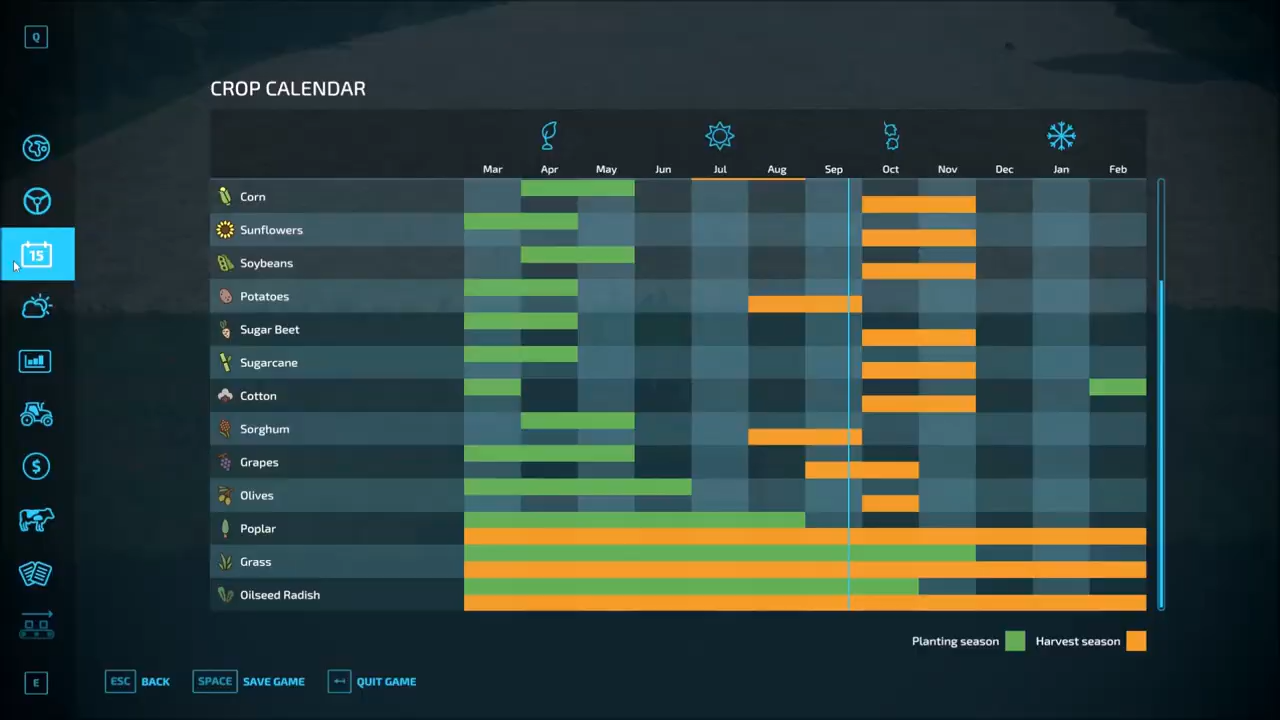 Q
CROP CALENDAR
Mar Apr May Jun Jul Aug Sep Oct Nov Dec Jan Feb
Corn
Sunflowers
15
Soybeans
Potatoes
Sugar Beet
Sugarcane
Cotton
Sorghum
Grapes
$
Olives
Poplar
Grass
Oilseed Radish
Planting season Harvest season
E
ESC BACK SPACE SAVE GAME QUIT GAME